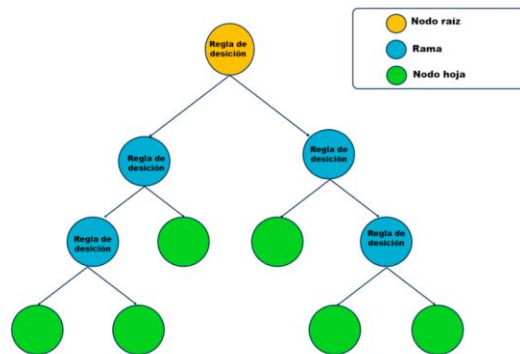 Nodo raíz
Rama
Nodo hoja
Regla de
desición
Regla de
desición
Regla de
desición
Regla de
desición
Regla de
desición